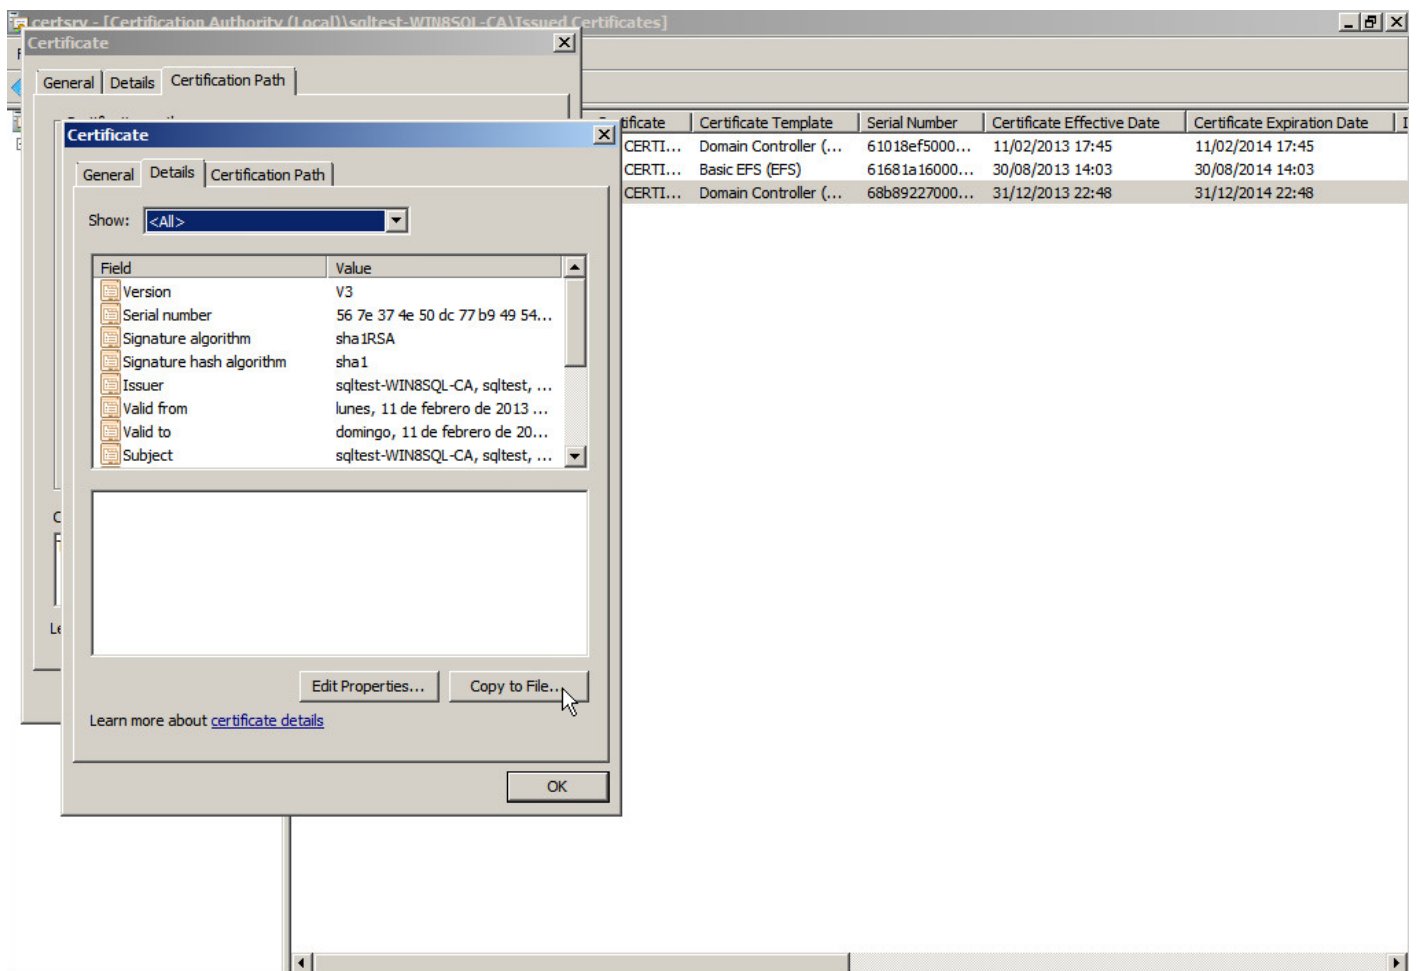 certsrv - [Certification Authority (Local)\sqltest-WIN8SQL-CA\Issued Certificates]
Certificate
General Details Certification Path
Certificate
General Details Certification Path
Show: <All>
Field Value
Version V3
Serial number 56 7e 37 4e 50 dc 77 b9 49 54...
Signature algorithm sha1RSA
Signature hash algorithm sha1
Issuer sqltest-WIN8SQL-CA, sqltest, ...
Valid from lunes, 11 de febrero de 2013 ...
Valid to domingo, 11 de febrero de 20...
Subject sqltest-WIN8SQL-CA, sqltest, ...
Edit Properties... Copy to File...
Learn more about certificate details
OK
Certificate Template Serial Number Certificate Effective Date Certificate Expiration Date
CERTI... Domain Controller (... 61018ef5000... 11/02/2013 17:45 11/02/2014 17:45
CERTI... Basic EFS (EFS) 61681a16000... 30/08/2013 14:03 30/08/2014 14:03
CERTI... Domain Controller (... 68b89227000... 31/12/2013 22:48 31/12/2014 22:48